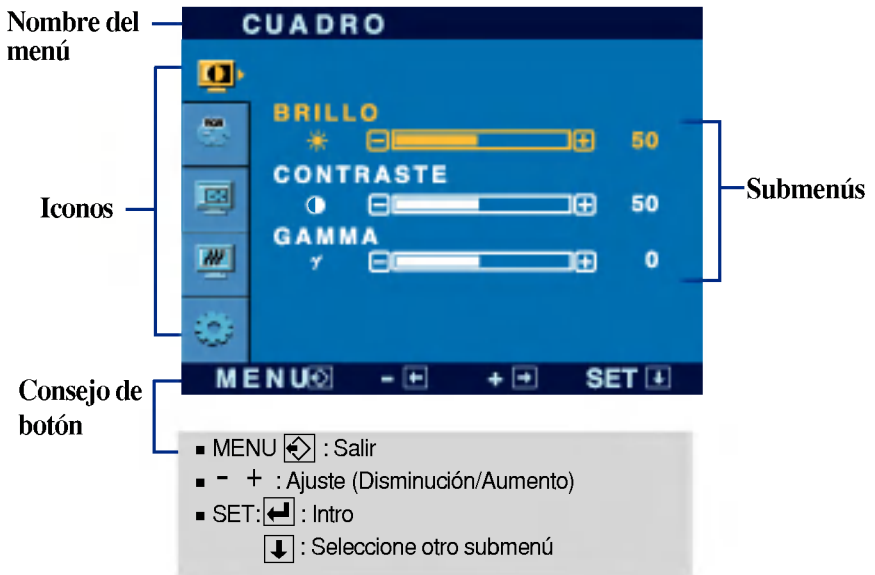 Nombre del
menú
CUADRO
RGB
BRILLO
50
CONTRASTE
50
GAMMA
γ
0
Iconos
Submenús
MENU - + SET
Consejo de
botón
▪ MENU : Salir
▪ - + : Ajuste (Disminución/Aumento)
▪ SET: : Intro
: Seleccione otro submenú